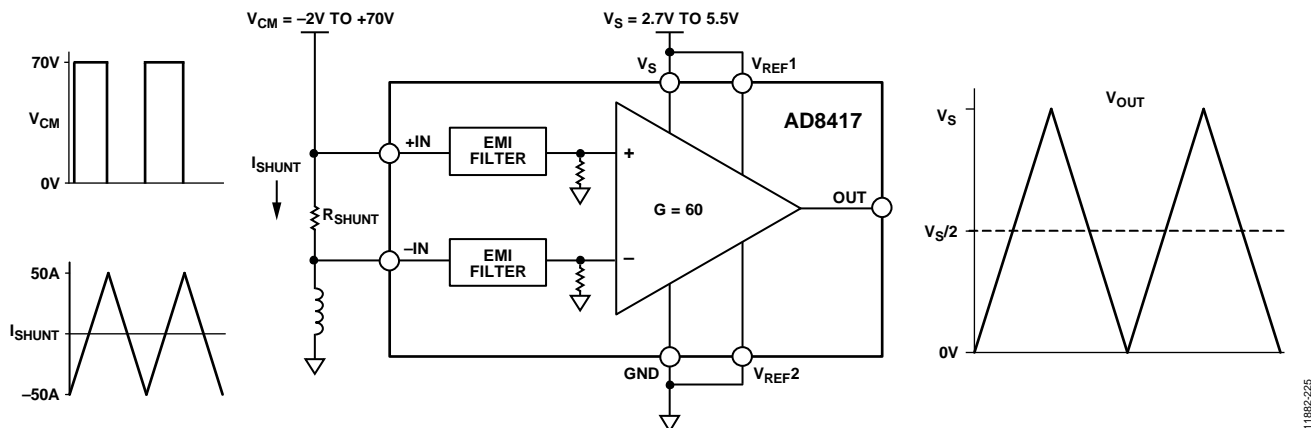 V_CM = –2V TO +70V
V_S = 2.7V TO 5.5V
70V
V_CM
0V
I_SHUNT
R_SHUNT
50A
I_SHUNT
–50A
V_S
V_REF1
AD8417
+IN
EMI
FILTER
+
G = 60
OUT
–IN
EMI
FILTER
–
GND
V_REF2
V_OUT
V_S
V_S/2
0V
11882-225